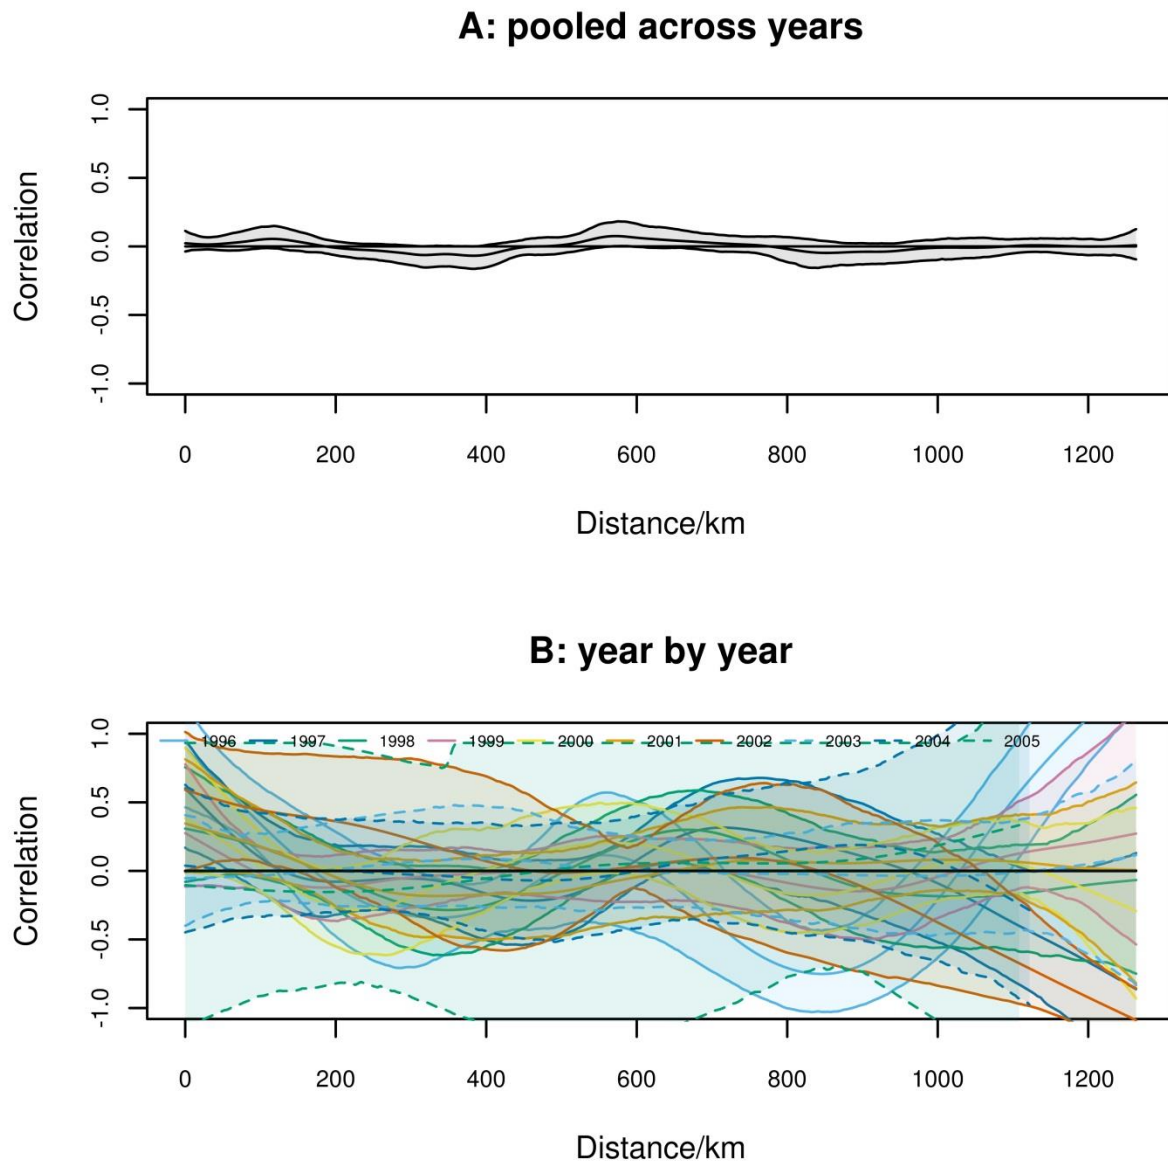 A: pooled across years
1.0
0.5
0.0
-0.5
-1.0
Correlation
0 200 400 600 800 1000 1200
Distance/km
B: year by year
1996 1997 1998 1999 2000 2001 2002 2003 2004 2005
1.0
0.5
0.0
-0.5
-1.0
Correlation
0 200 400 600 800 1000 1200
Distance/km